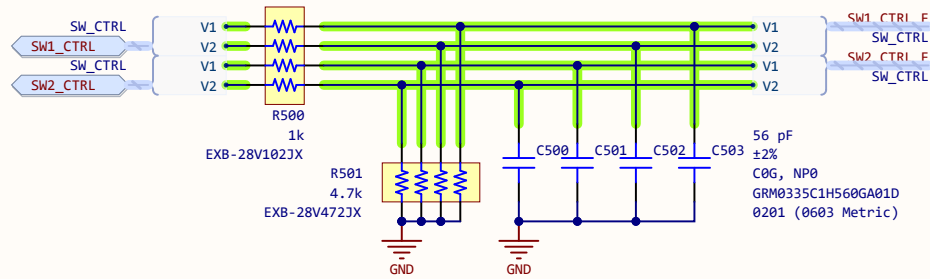 SW_CTRL
SW1_CTRL
SW_CTRL
SW2_CTRL
V1
V2
V1
V2
R500
1k
EXB-28V102JX
R501
4.7k
EXB-28V472JX
GND
GND
C500
C501
C502
C503
56 pF
±2%
C0G, NP0
GRM0335C1H560GA01D
0201 (0603 Metric)
V1
V2
V1
V2
SW1_CTRL_F
SW_CTRL
SW2_CTRL_F
SW_CTRL